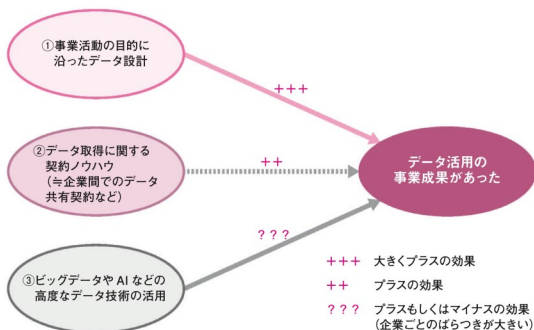 ①事業活動の目的に
沿ったデータ設計
+++
②データ取得に関する
契約ノウハウ
(≒企業間でのデータ
共有契約など)
++
データ活用の
事業成果があった
???
③ビッグデータやAIなどの
高度なデータ技術の活用
+++ 大きくプラスの効果
++ プラスの効果
??? プラスもしくはマイナスの効果
(企業ごとのばらつきが大きい)